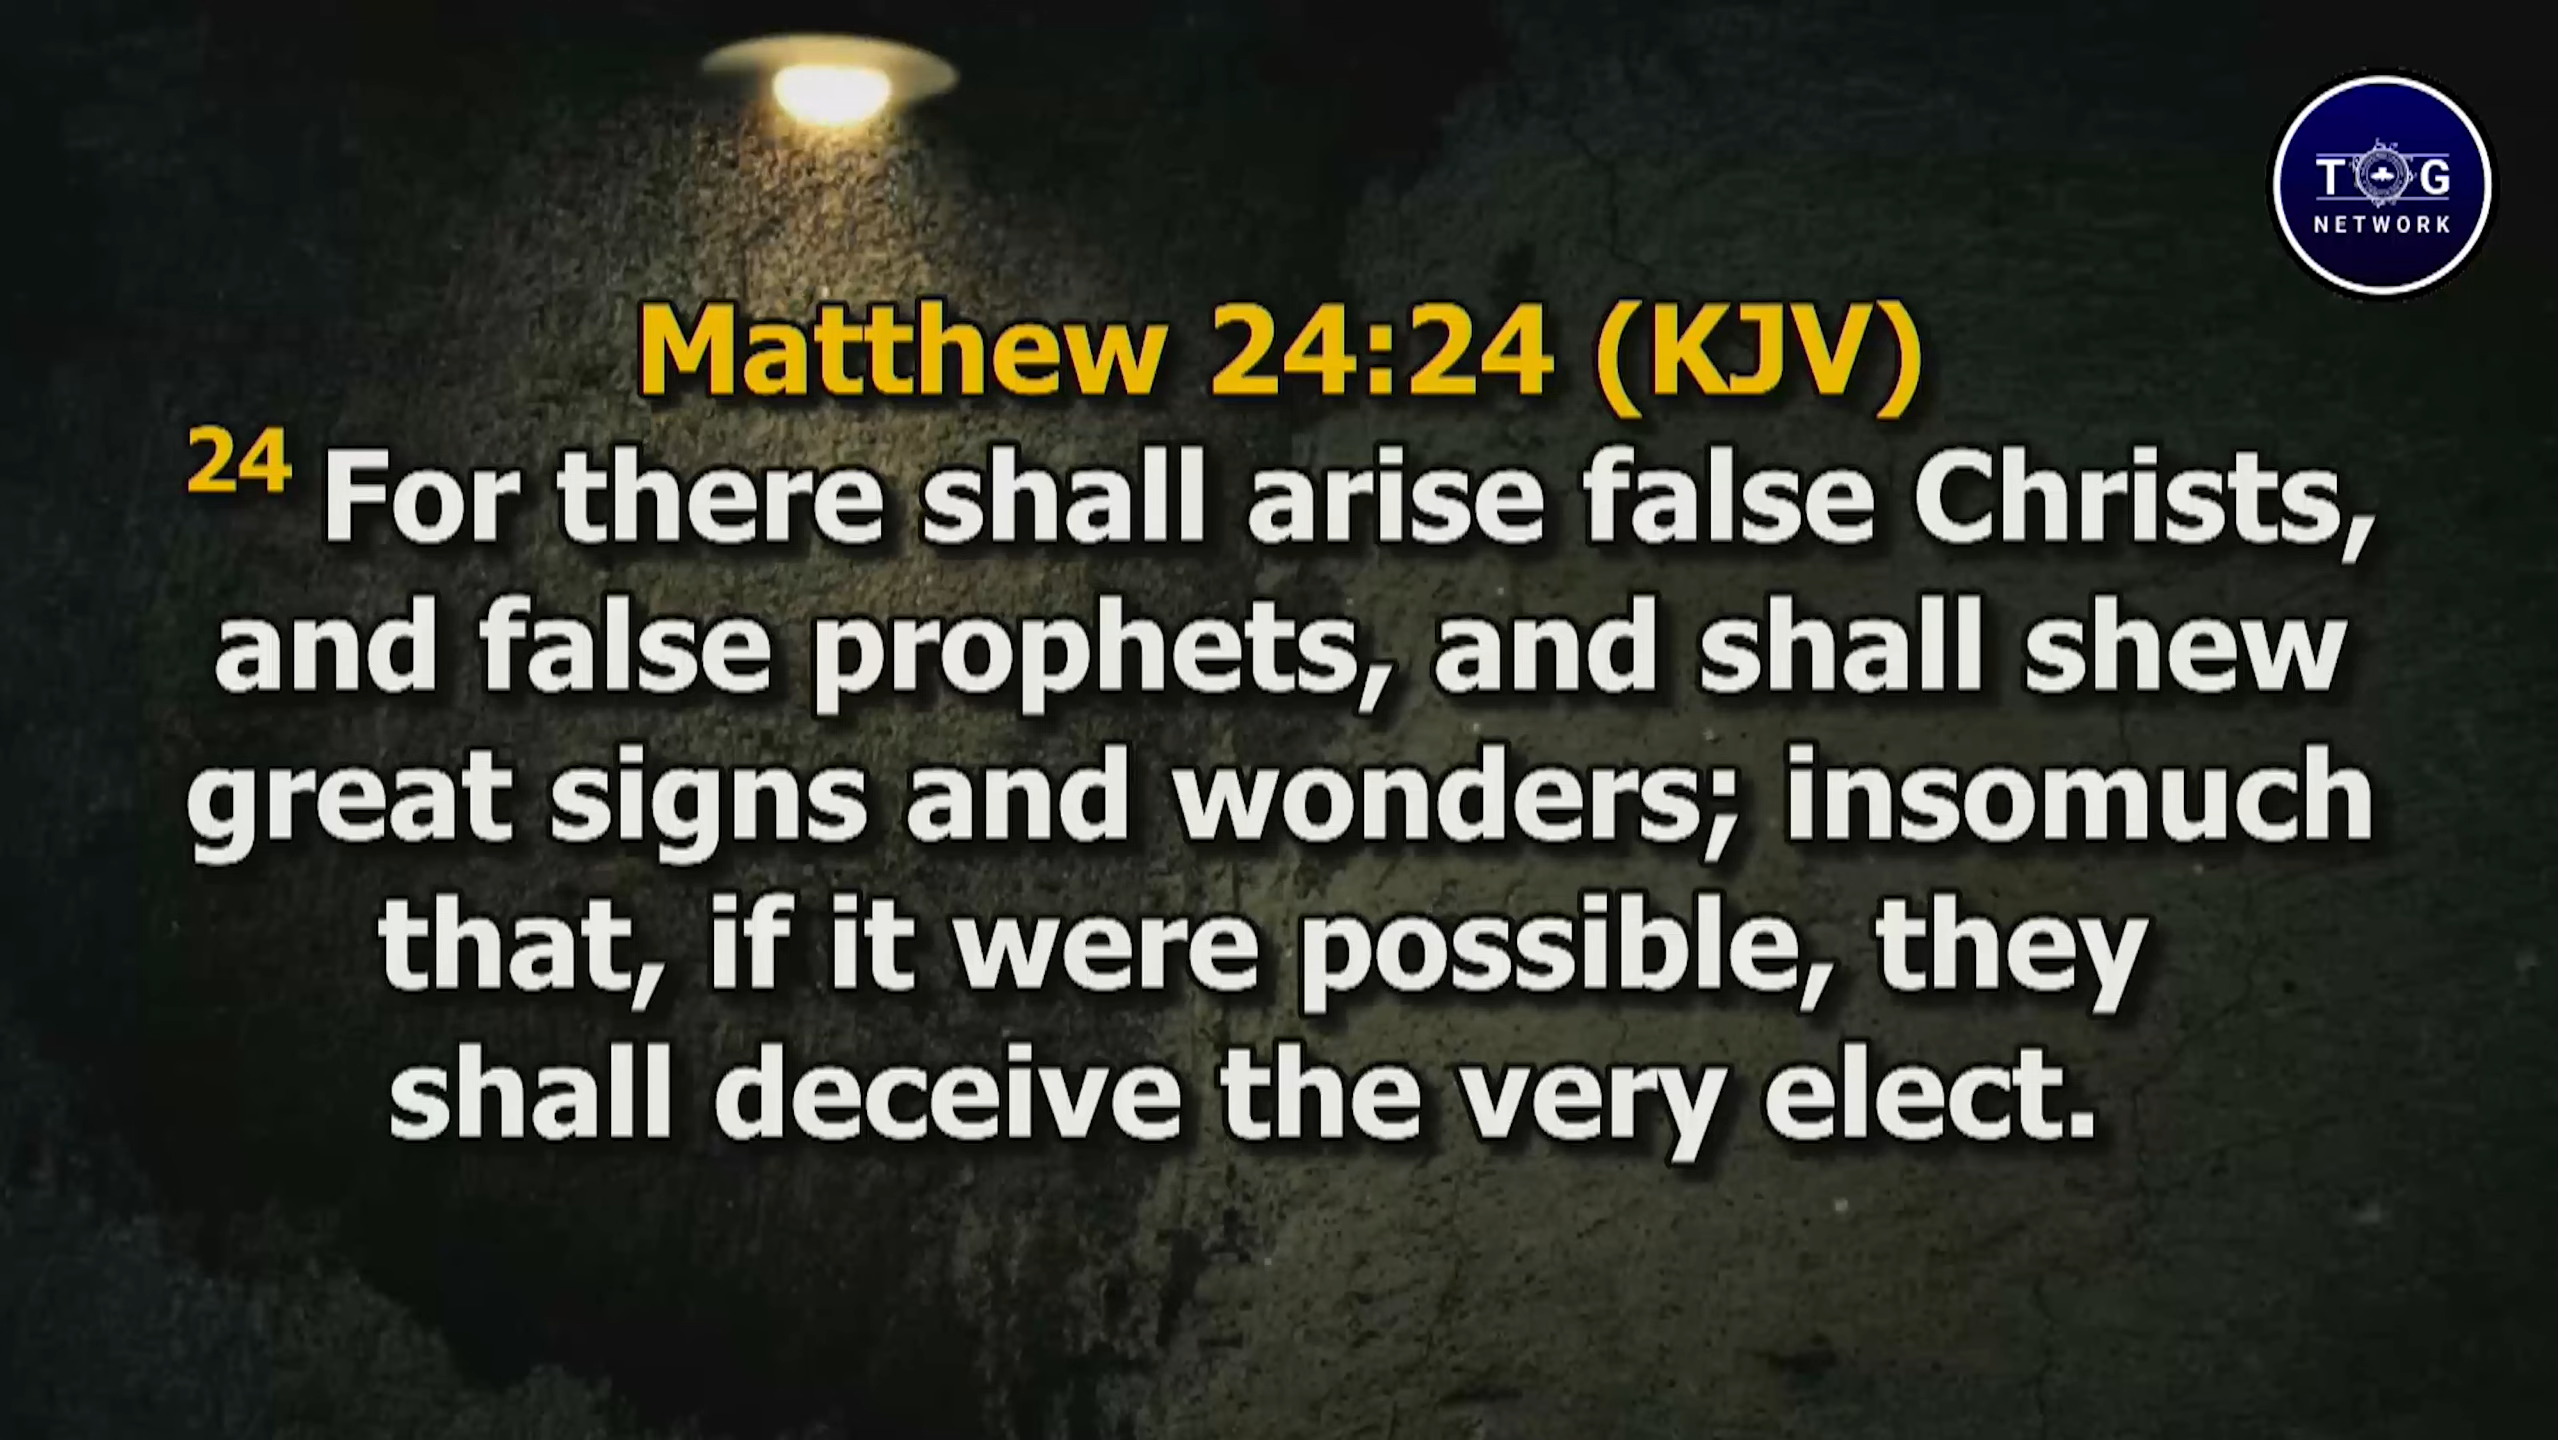 T G
NETWORK
Matthew 24:24 (KJV)
24 For there shall arise false Christs,
and false prophets, and shall shew
great signs and wonders; insomuch
that, if it were possible, they
shall deceive the very elect.